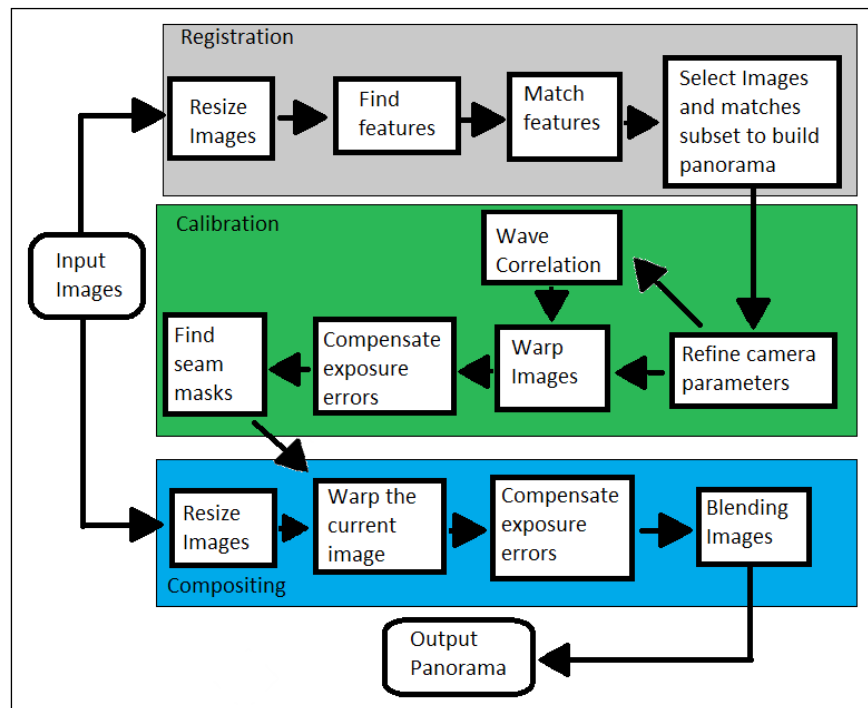 Registration
Resize
Images
Find
features
Match
features
Select Images
and matches
subset to build
panorama
Input
Images
Calibration
Wave
Correlation
Find
seam
masks
Compensate
exposure
errors
Warp
Images
Refine camera
parameters
Resize
Images
Warp the
current
image
Compensate
exposure
errors
Blending
Images
Compositing
Output
Panorama